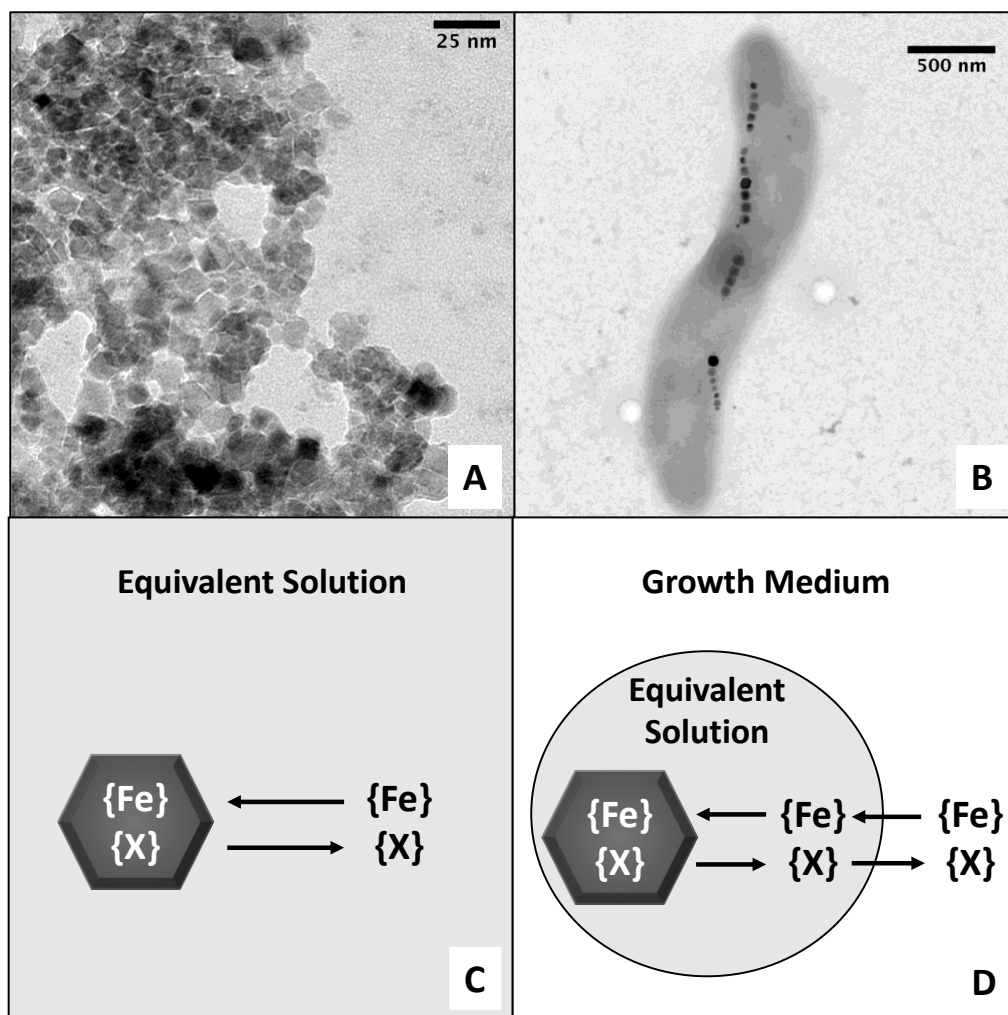 25 nm
A
500 nm
B
Equivalent Solution
{Fe}
{X}
{Fe}
{X}
C
Growth Medium
Equivalent
Solution
{Fe}
{X}
{Fe}
{X}
{Fe}
{X}
D